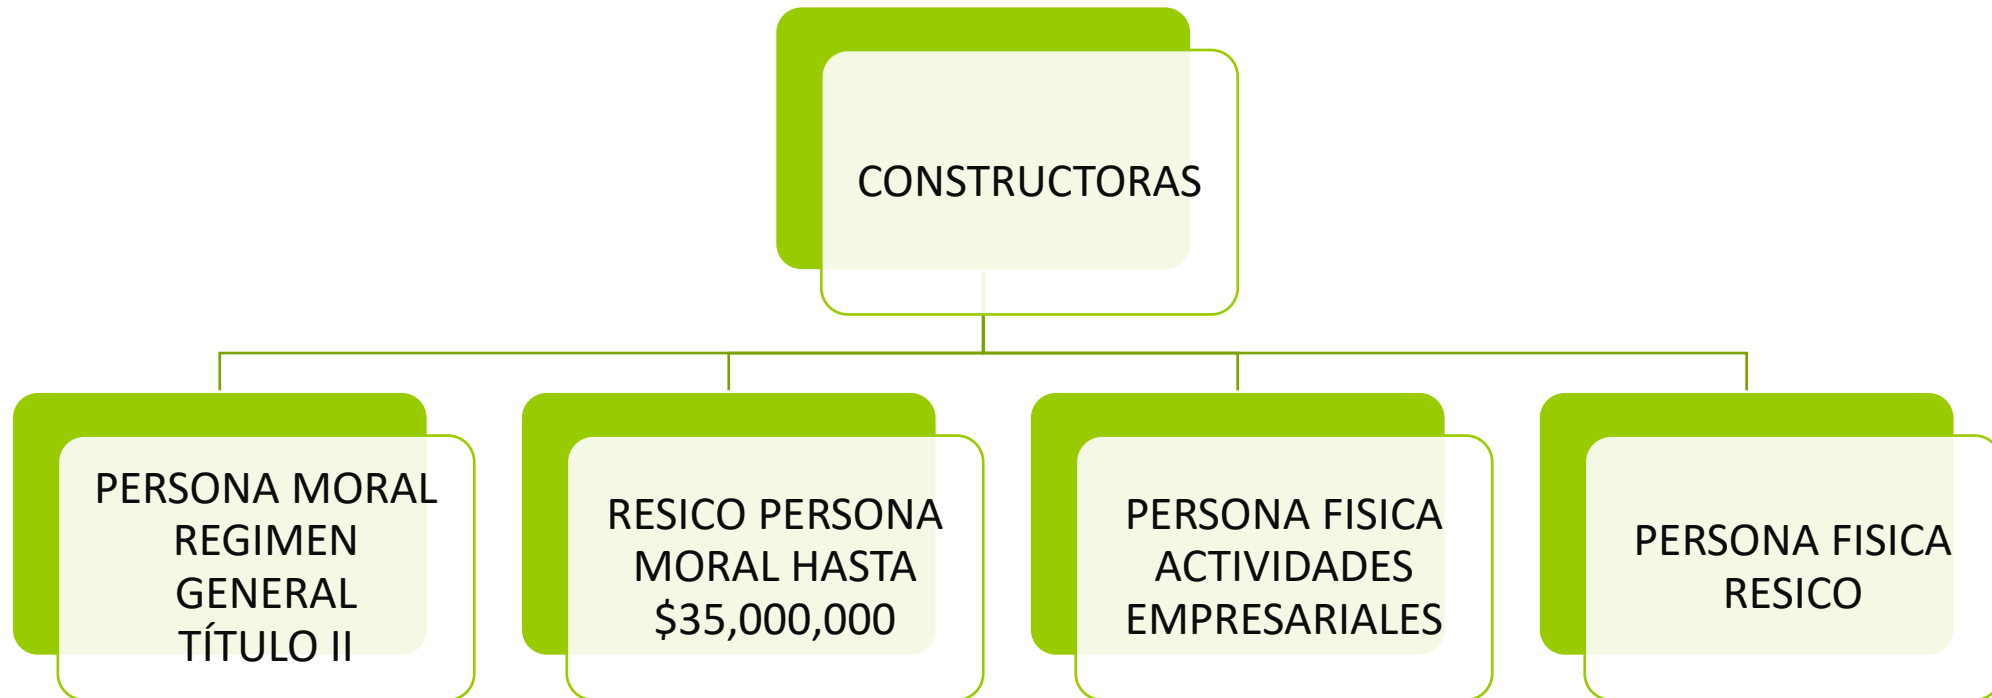 CONSTRUCTORAS
PERSONA MORAL
REGIMEN
GENERAL
TÍTULO II
RESICO PERSONA
MORAL HASTA
$35,000,000
PERSONA FISICA
ACTIVIDADES
EMPRESARIALES
PERSONA FISICA
RESICO